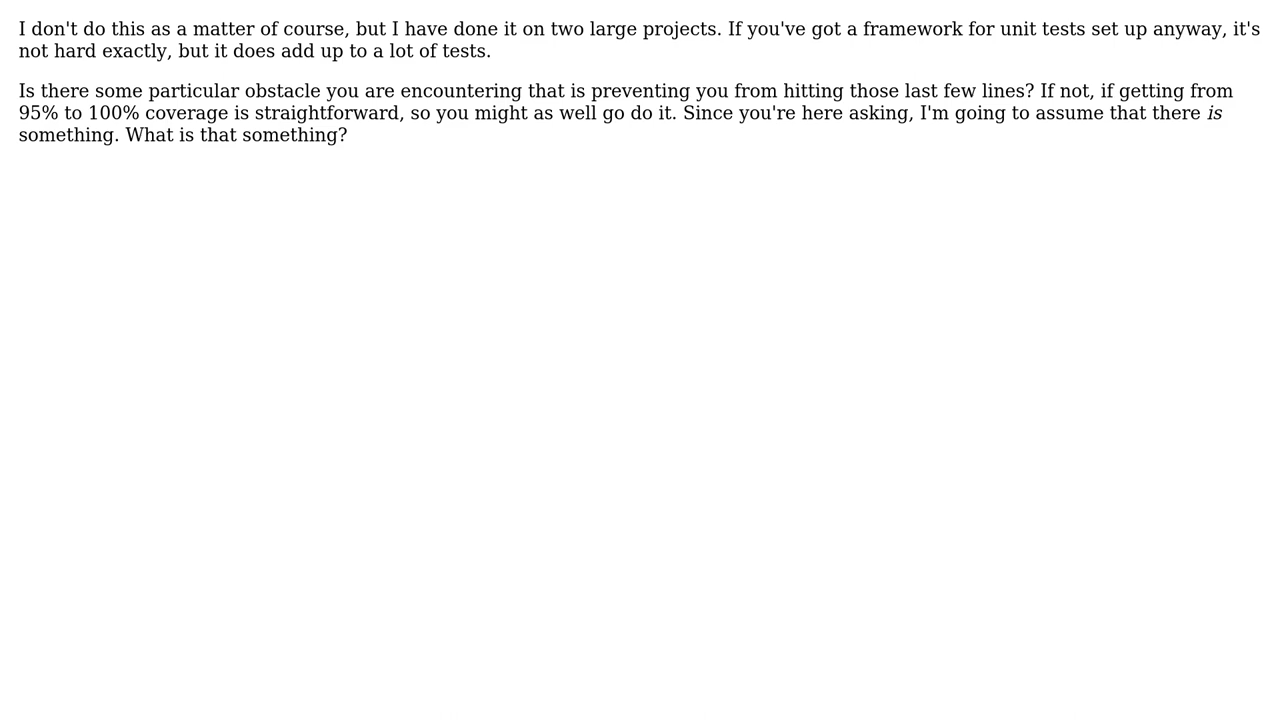 I don't do this as a matter of course, but I have done it on two large projects. If you've got a framework for unit tests set up anyway, it's
not hard exactly, but it does add up to a lot of tests.
Is there some particular obstacle you are encountering that is preventing you from hitting those last few lines? If not, if getting from
95% to 100% coverage is straightforward, so you might as well go do it. Since you're here asking, I'm going to assume that there is
something. What is that something?